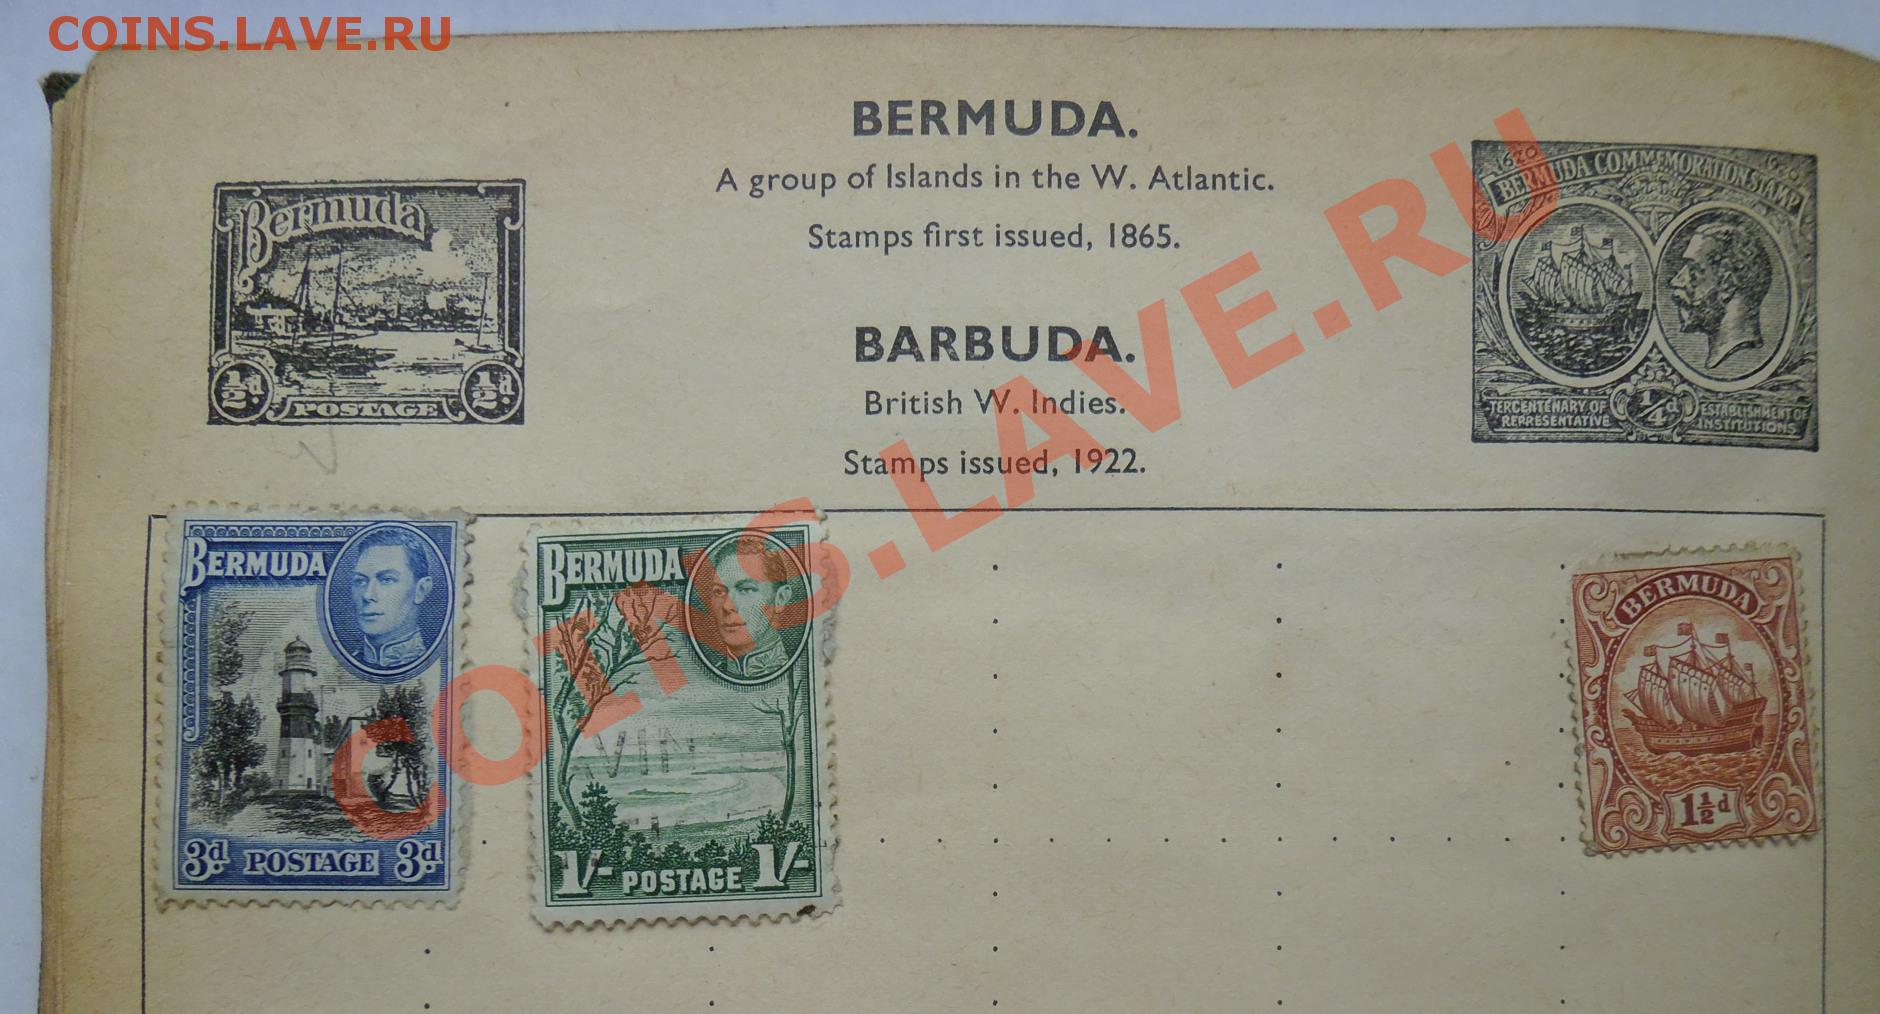 COINS.LAVE.RU
BERMUDA.
A group of Islands in the W. Atlantic.
Stamps first issued, 1865.
BARBUDA.
British W. Indies.
Stamps issued, 1922.
Bermuda
½d ½d
POSTAGE
1620
BERMUDA COMMEMORATION STAMP
TERCENTENARY OF REPRESENTATIVE
¼d
ESTABLISHMENT OF INSTITUTIONS
COINS.LAVE.RU
BERMUDA
3d. POSTAGE 3d.
BERMUDA
VIN
1/- POSTAGE 1/-
BERMUDA
1½d